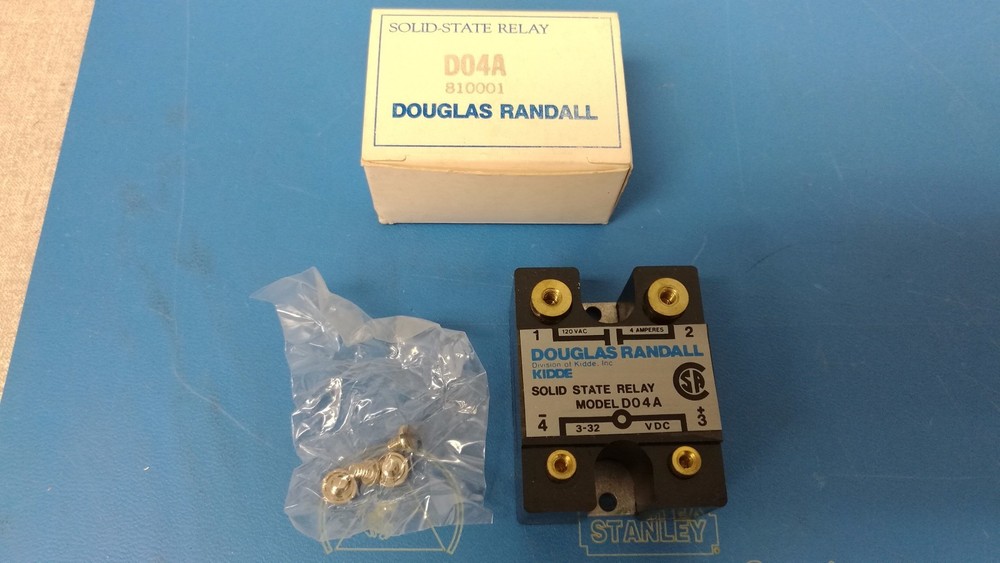 SOLID-STATE RELAY
D04A
810001
DOUGLAS RANDALL
1 120 VAC 4 AMPERES 2
DOUGLAS RANDALL
Division of Kidde, Inc.
KIDDE
SOLID STATE RELAY
MODEL D04A
CSA
- +
4 3-32 VDC 3
STANLEY